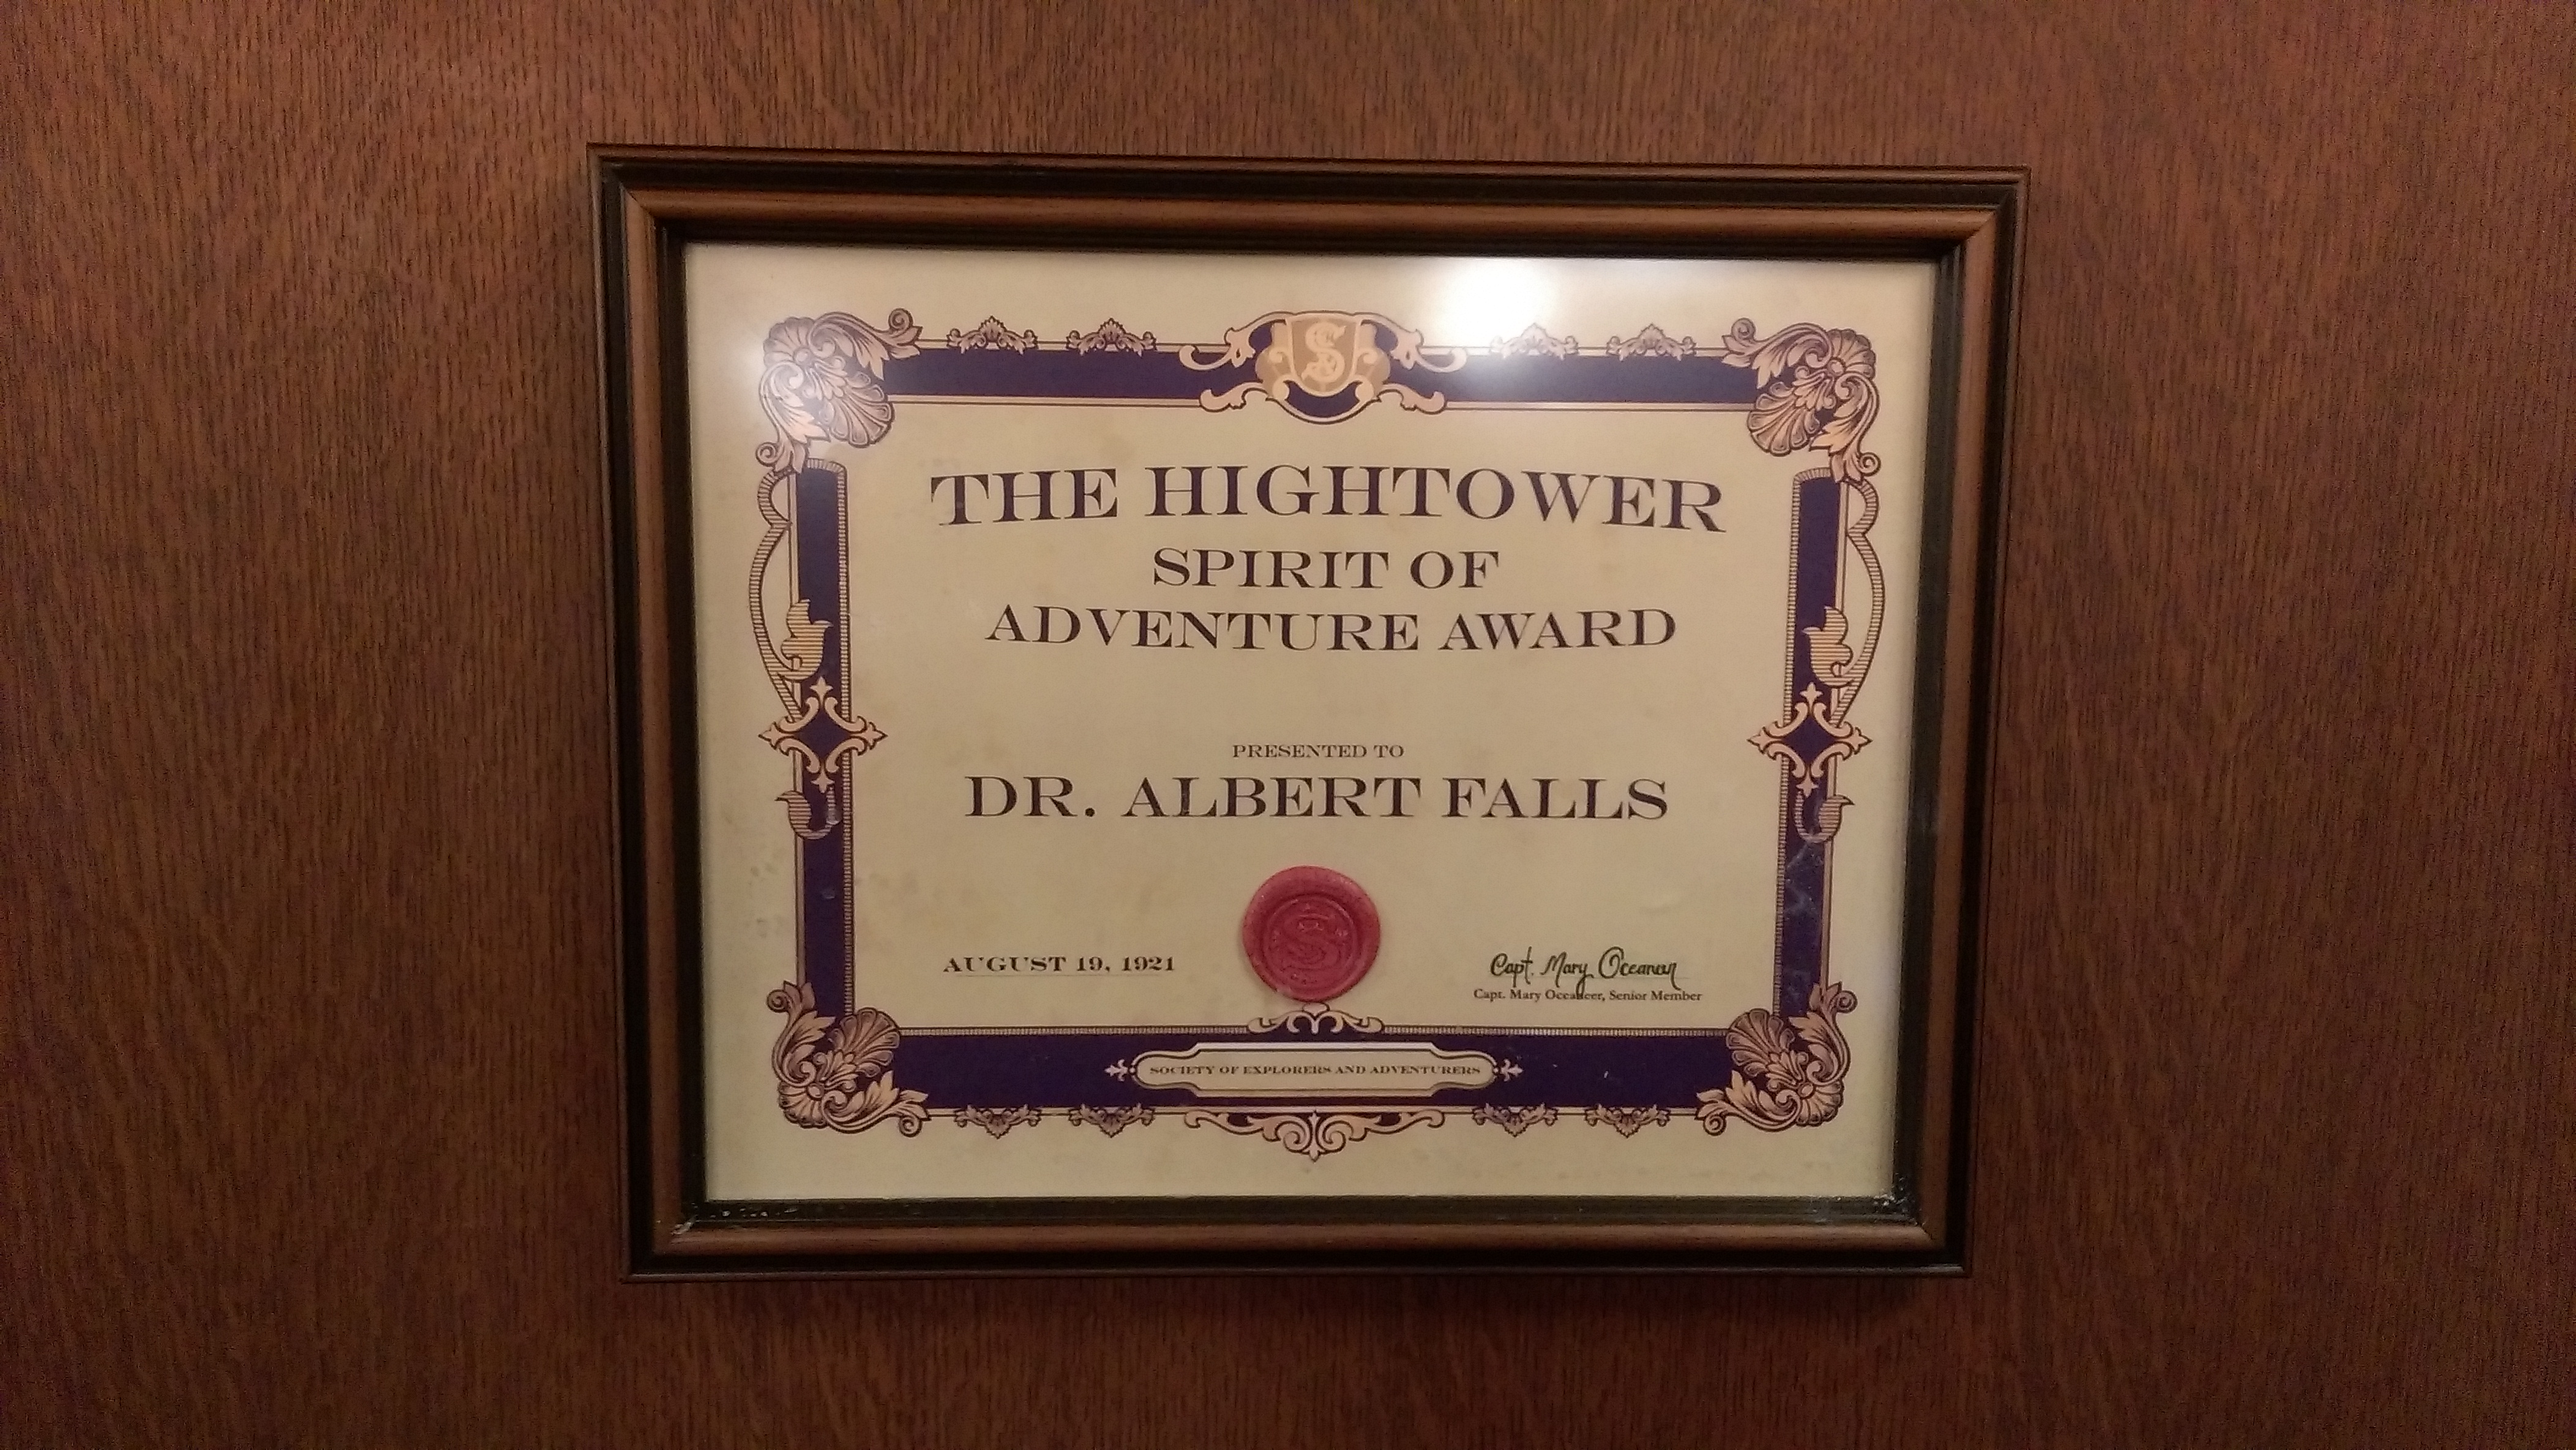 THE HIGHTOWER
SPIRIT OF
ADVENTURE AWARD
PRESENTED TO
DR. ALBERT FALLS
AUGUST 19, 1921
Capt. Mary Oceaneer
Capt. Mary Oceaneer, Senior Member
SOCIETY OF EXPLORERS AND ADVENTURERS